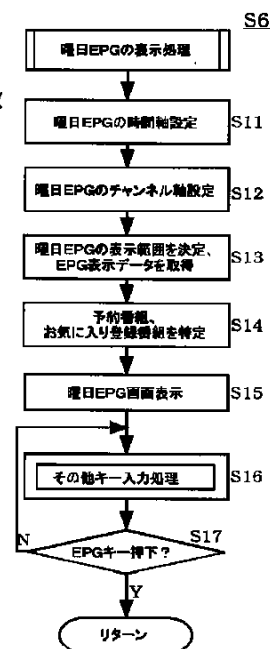 S6
曜日EPGの表示処理
曜日EPGの時間軸設定 S11
曜日EPGのチャンネル軸設定 S12
曜日EPGの表示範囲を決定、
EPG表示データを取得 S13
予約番組、
お気に入り登録番組を特定 S14
曜日EPG画面表示 S15
その他キー入力処理 S16
S17
N
EPGキー押下？
Y
リターン